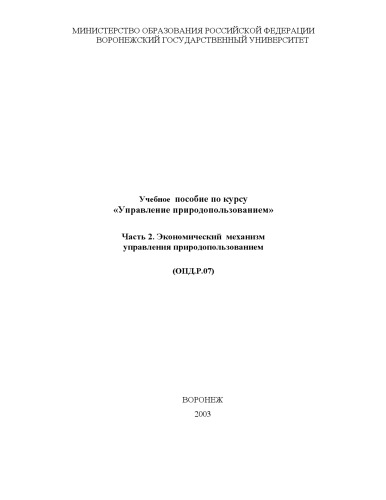 МИНИСТЕРСТВО ОБРАЗОВАНИЯ РОССИЙСКОЙ ФЕДЕРАЦИИ
ВОРОНЕЖСКИЙ ГОСУДАРСТВЕННЫЙ УНИВЕРСИТЕТ
Учебное пособие по курсу
«Управление природопользованием»
Часть 2. Экономический механизм
управления природопользованием
(ОПД.Р.07)
ВОРОНЕЖ
2003